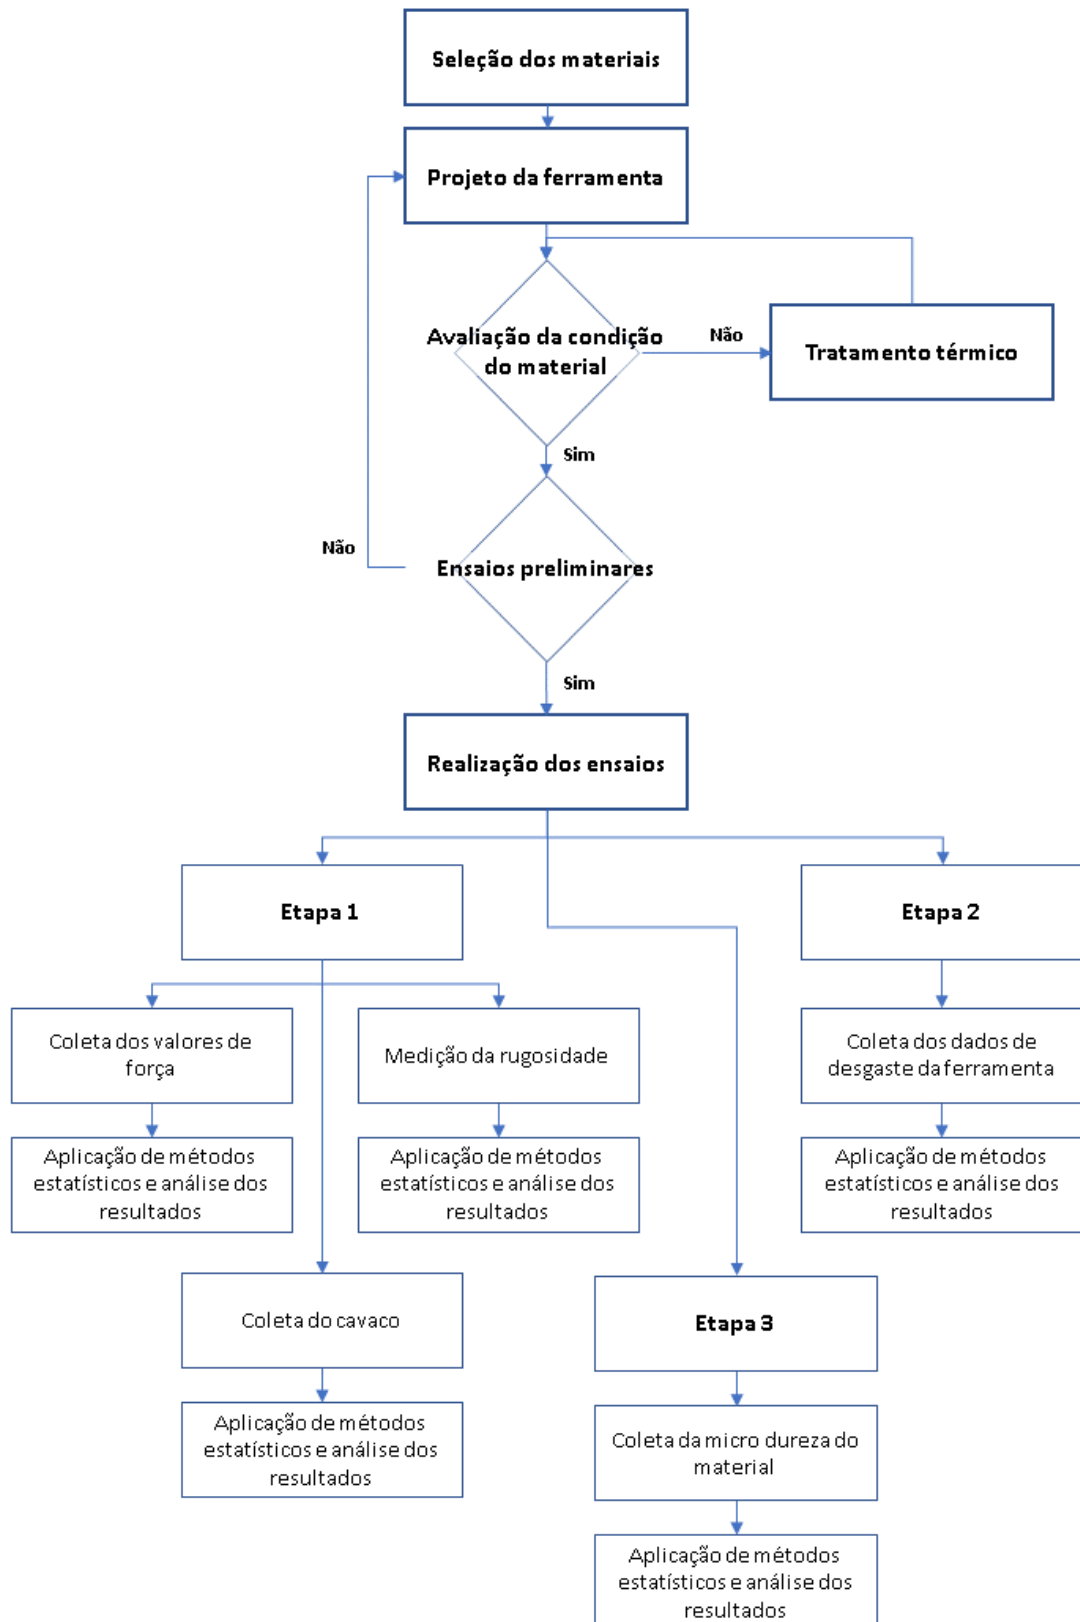 Seleção dos materiais
Projeto da ferramenta
Avaliação da condição
do material
Não
Tratamento térmico
Sim
Não
Ensaios preliminares
Sim
Realização dos ensaios
Etapa 1
Etapa 2
Coleta dos valores de
força
Medição da rugosidade
Coleta dos dados de
desgaste da ferramenta
Aplicação de métodos
estatísticos e análise dos
resultados
Aplicação de métodos
estatísticos e análise dos
resultados
Aplicação de métodos
estatísticos e análise dos
resultados
Coleta do cavaco
Etapa 3
Aplicação de métodos
estatísticos e análise dos
resultados
Coleta da micro dureza do
material
Aplicação de métodos
estatísticos e análise dos
resultados